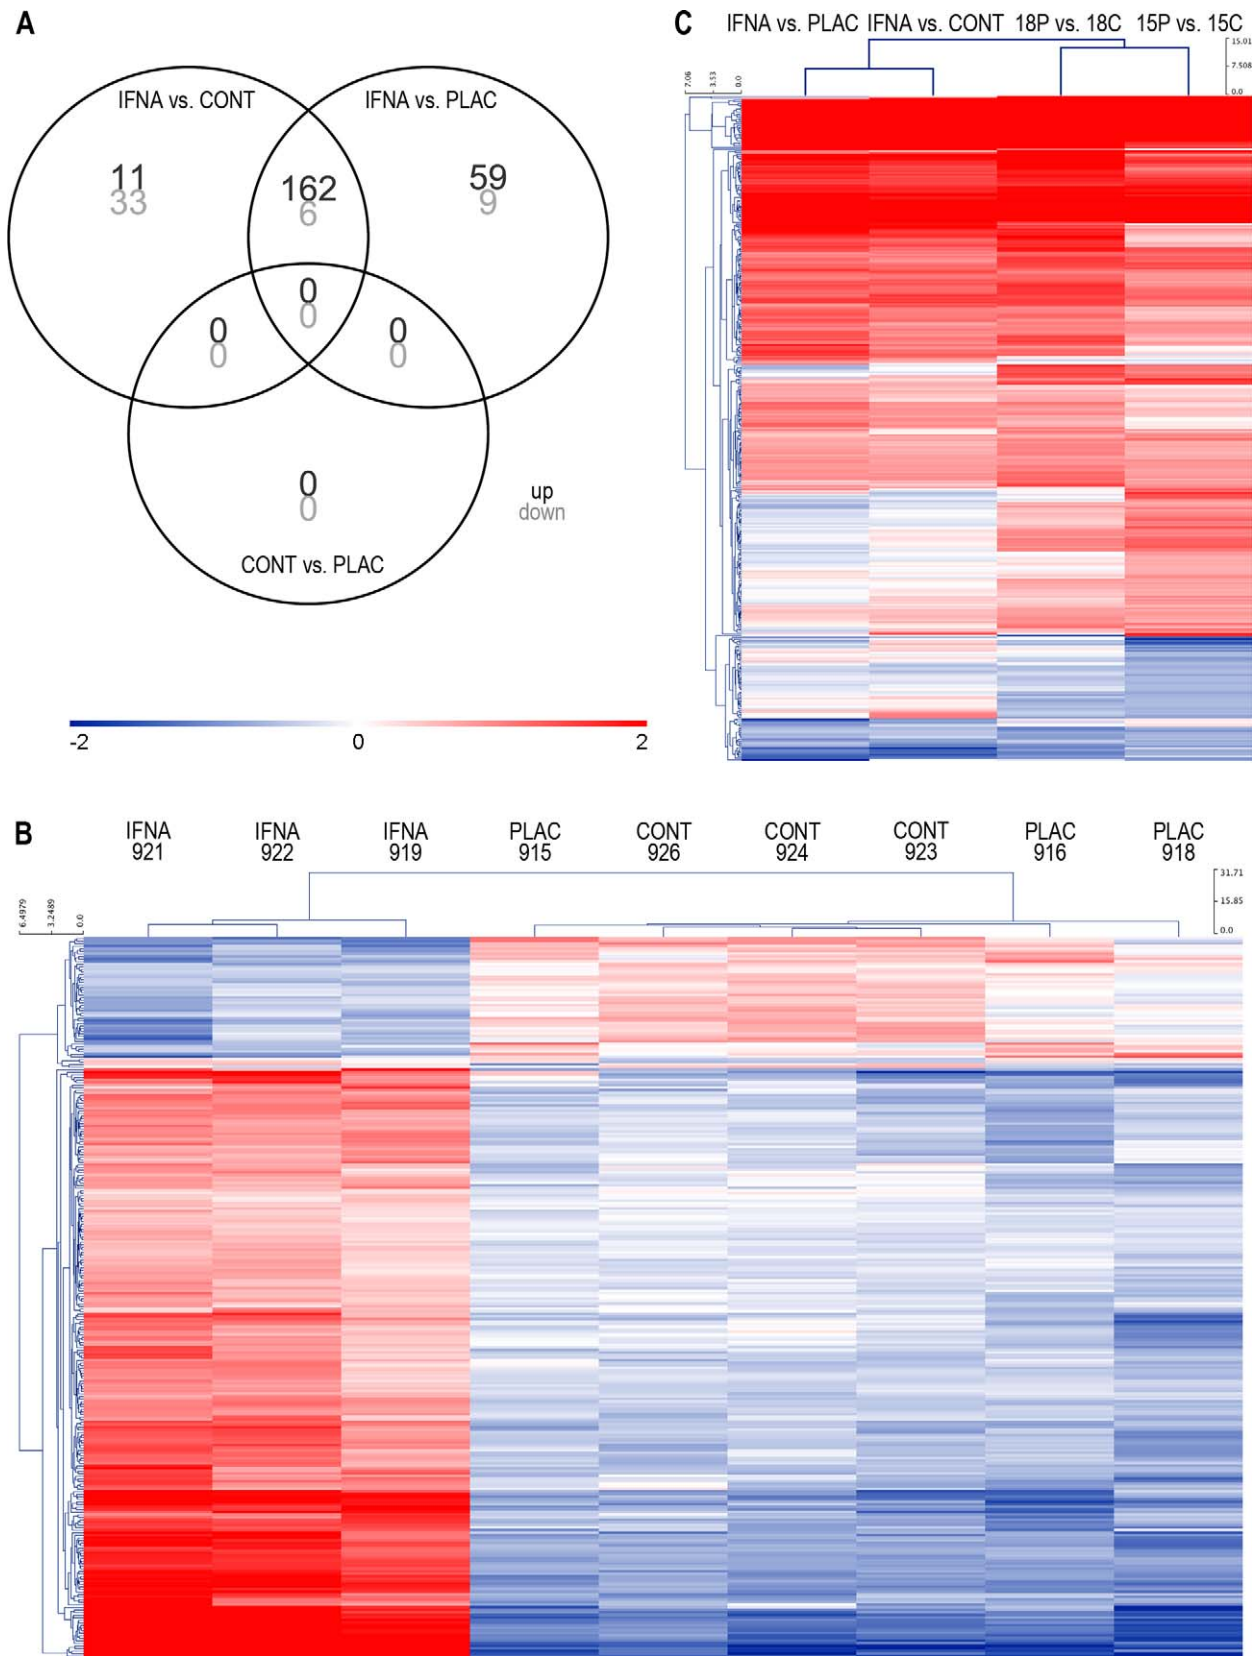 A
IFNA vs. CONT
IFNA vs. PLAC
11
33
162
6
59
9
0
0
0
0
0
0
0
0
CONT vs. PLAC
up
down
-2
0
2
C
IFNA vs. PLAC IFNA vs. CONT 18P vs. 18C 15P vs. 15C
7.06
3.53
0.0
15.01
7.508
0.0
B
IFNA
921
IFNA
922
IFNA
919
PLAC
915
CONT
926
CONT
924
CONT
923
PLAC
916
PLAC
918
6.4979
3.2489
0.0
31.71
15.85
0.0